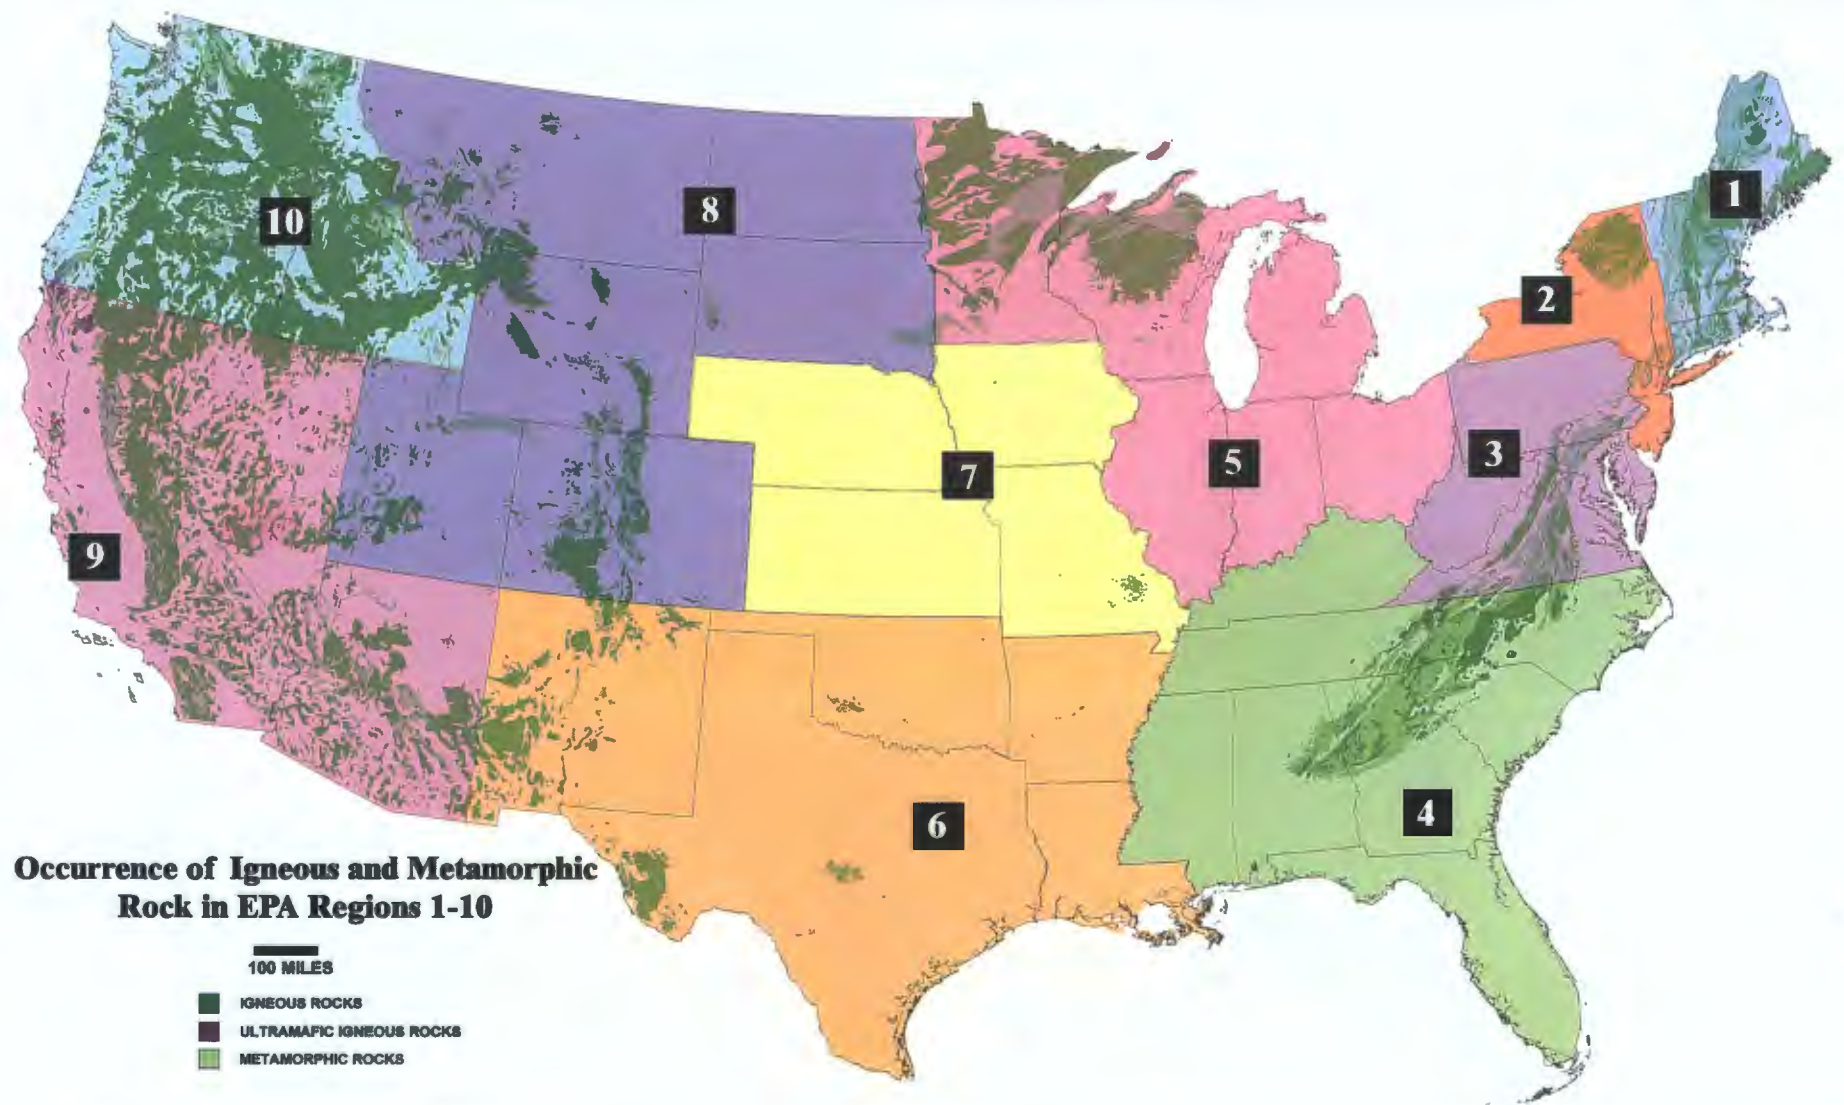 1
10
8
2
3
5
7
9
6
4
Occurrence of Igneous and Metamorphic
Rock in EPA Regions 1-10
100 MILES
IGNEOUS ROCKS
ULTRAMAFIC IGNEOUS ROCKS
METAMORPHIC ROCKS